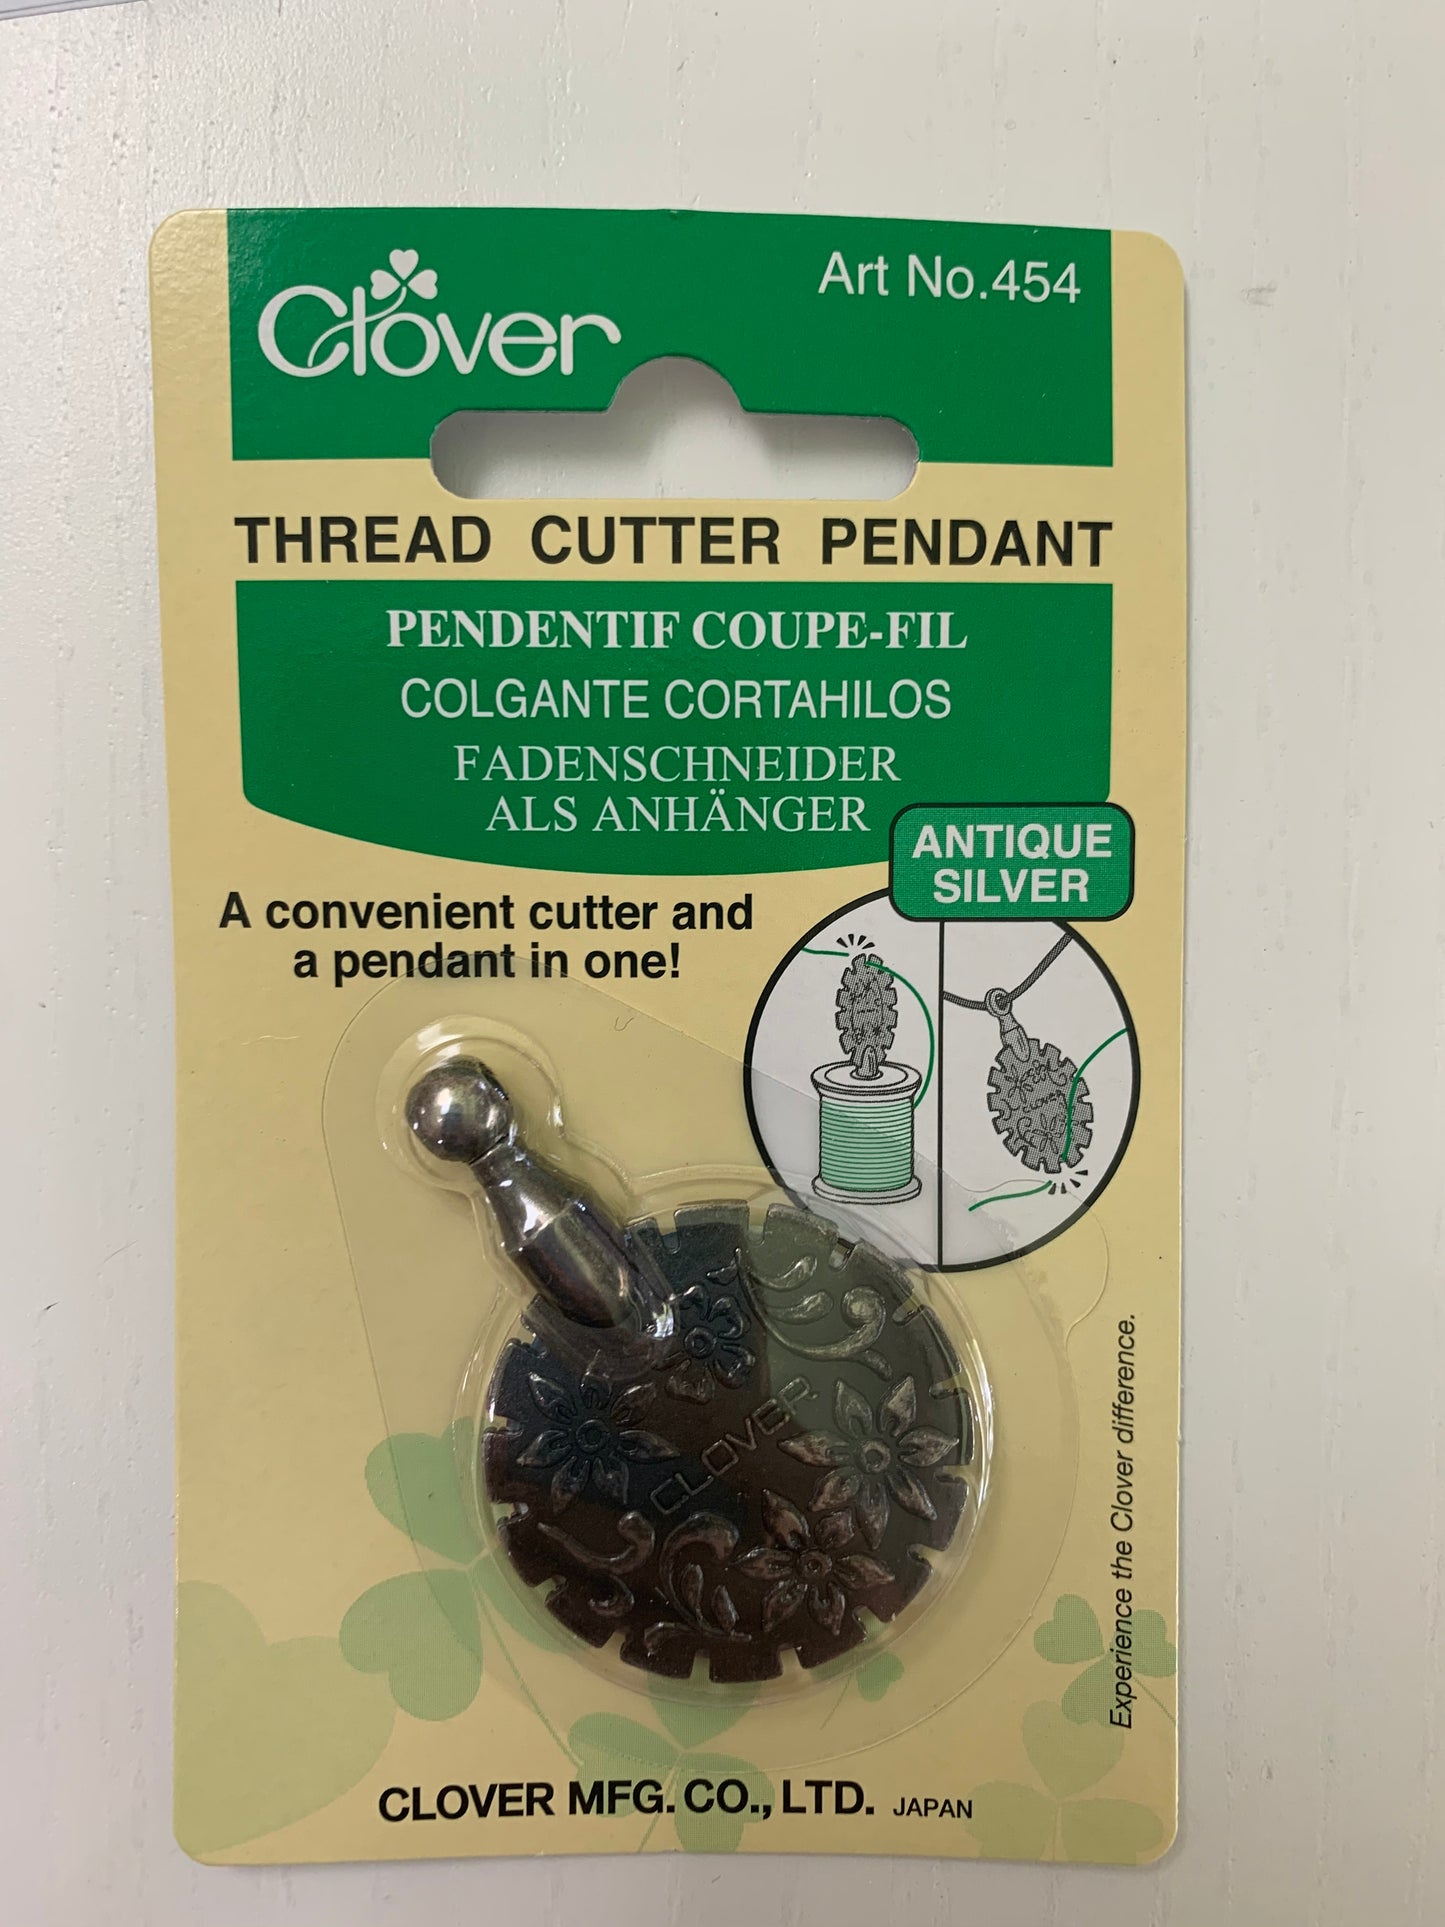 Clover
Art No.454
THREAD CUTTER PENDANT
PENDENTIF COUPE-FIL
COLGANTE CORTAHILOS
FADENSCHNEIDER
ALS ANHÄNGER
ANTIQUE
SILVER
A convenient cutter and
a pendant in one!
CLOVER
CLOVER
Experience the Clover difference.
CLOVER MFG. CO., LTD. JAPAN